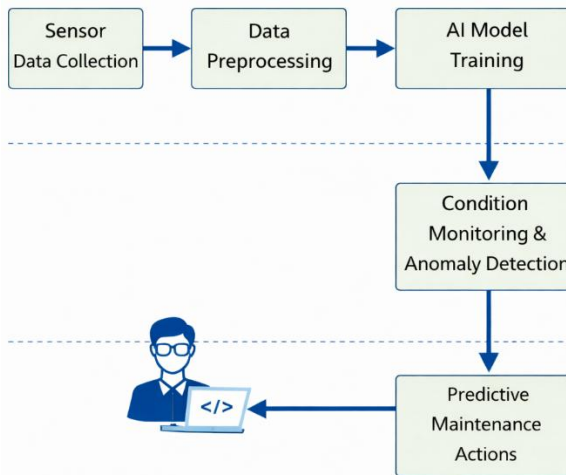 Sensor
Data Collection
Data
Preprocessing
AI Model
Training
Condition
Monitoring &
Anomaly Detection
Predictive
Maintenance
Actions
</>